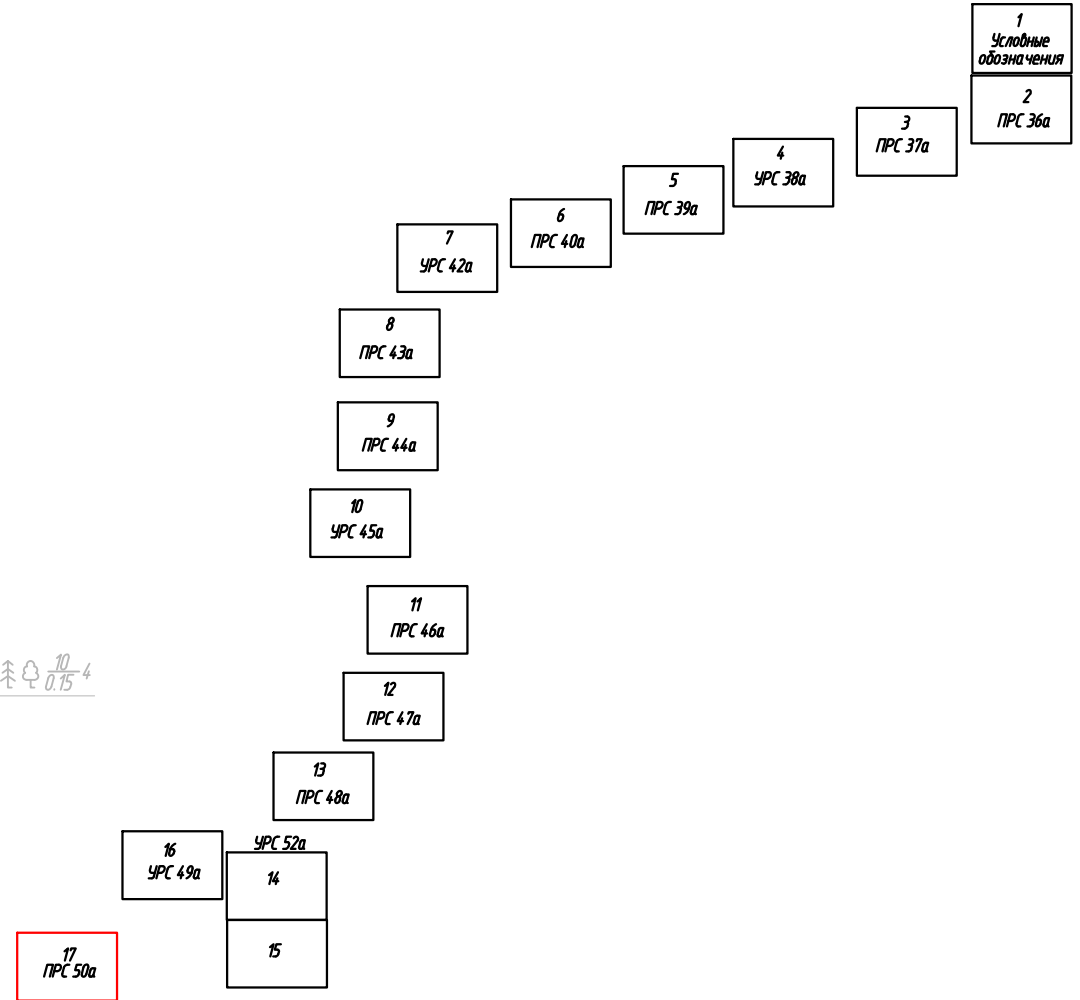 1
Условные
обозначения
2
ПРС 36а
3
ПРС 37а
4
УРС 38а
5
ПРС 39а
6
ПРС 40а
7
УРС 42а
8
ПРС 43а
9
ПРС 44а
10
УРС 45а
11
ПРС 46а
10
0.15 4
12
ПРС 47а
13
ПРС 48а
16
УРС 49а
УРС 52а
14
15
17
ПРС 50а